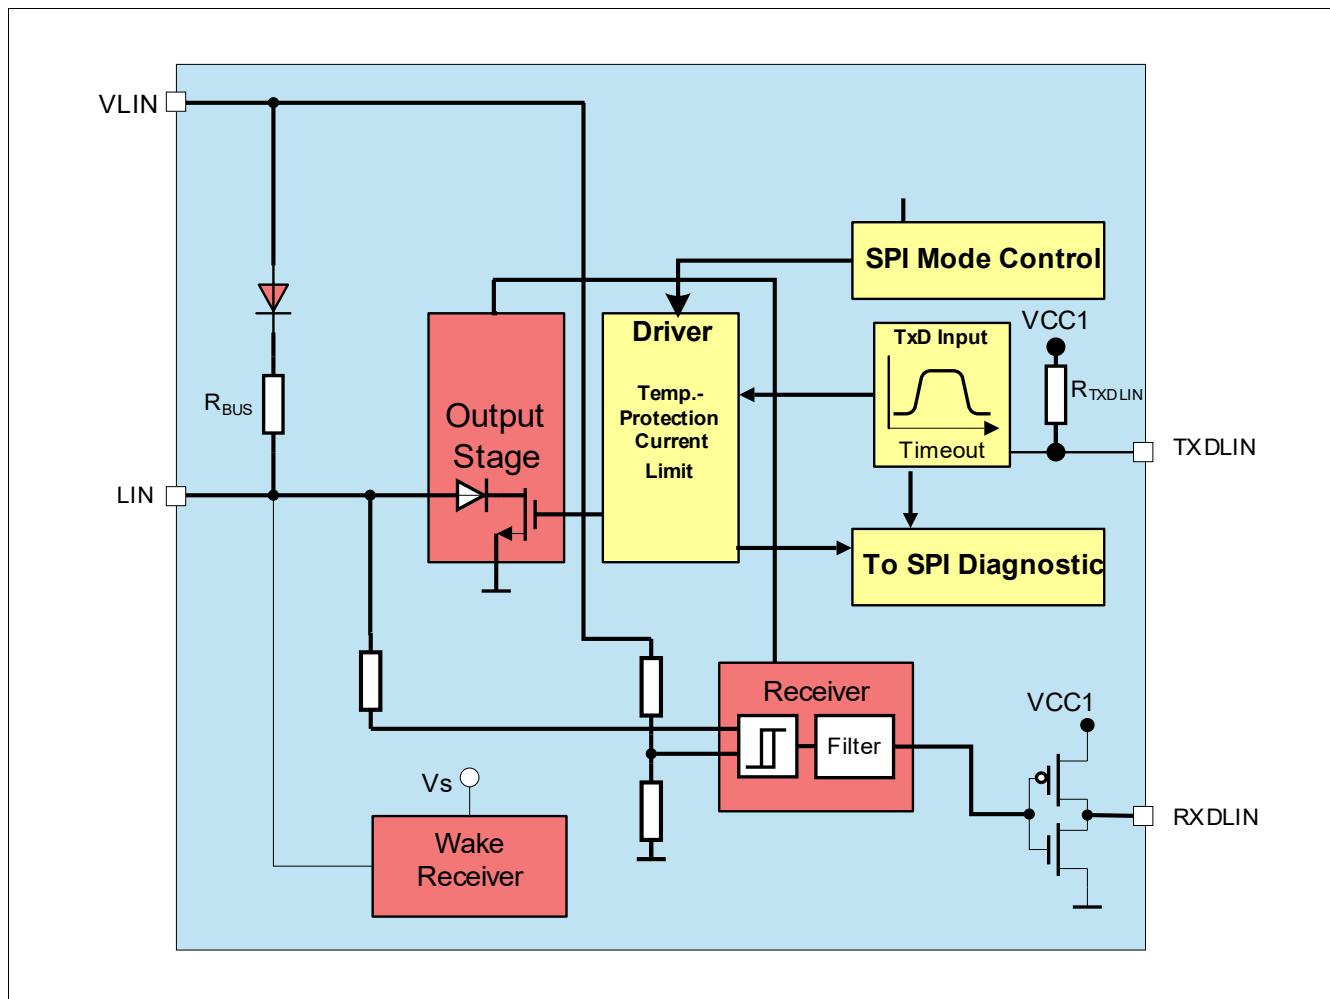 VLIN
SPI Mode Control
VCC1
Driver
TxD Input
Temp.-
Protection
Current
Limit
RBUS
RTXDLIN
Output
Stage
Timeout
TXDLIN
LIN
To SPI Diagnostic
Receiver
VCC1
Filter
Vs
RXDLIN
Wake
Receiver